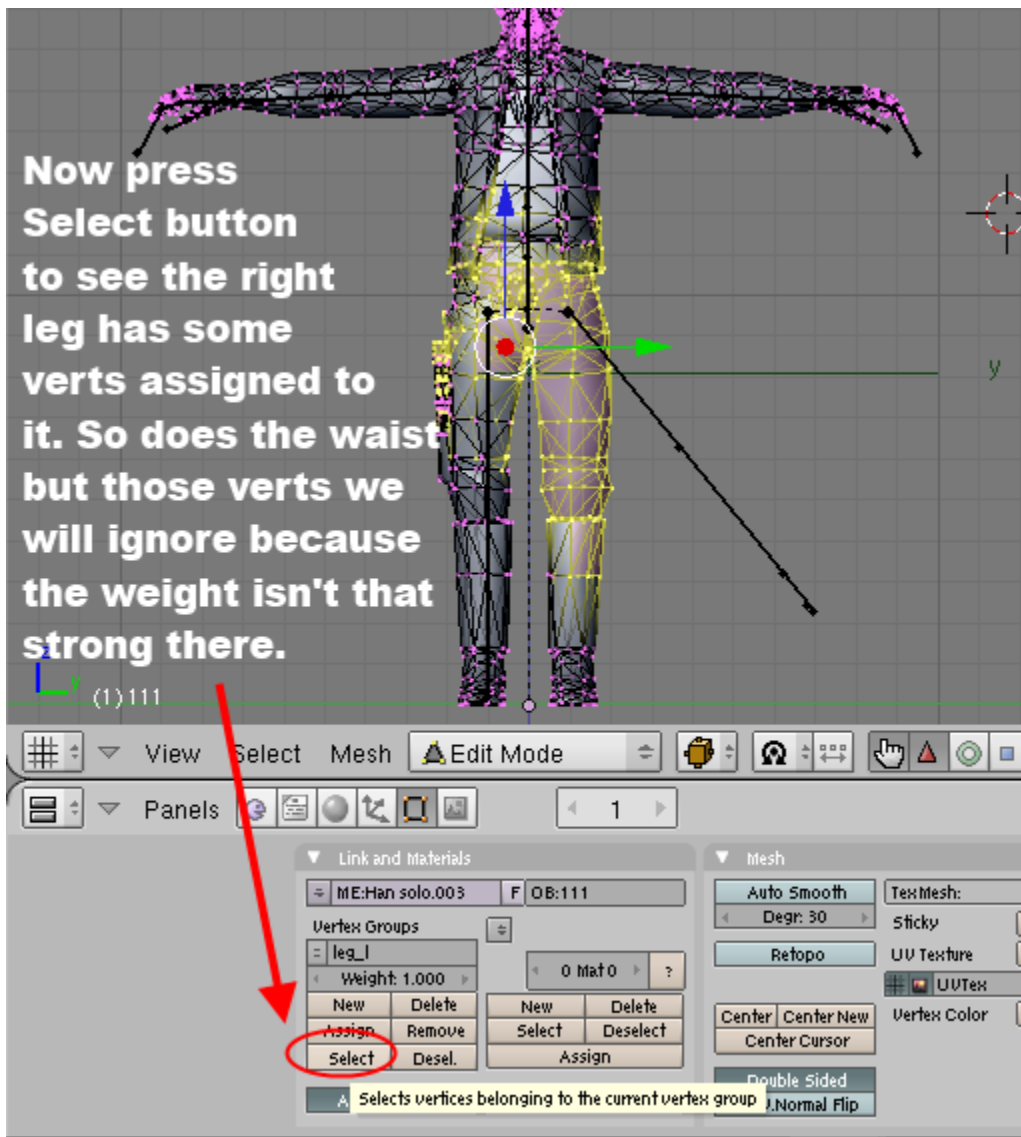 Now press
Select button
to see the right
leg has some
verts assigned to
it. So does the waist
but those verts we
will ignore because
the weight isn't that
strong there.
y
z
y
(1) 111
View Select Mesh Edit Mode
Panels 1
Link and Materials
Mesh
ME:Han solo.003 F OB:111
Auto Smooth
TexMesh:
Degr: 30
Sticky
Vertex Groups
leg_l
Retopo
UV Texture
Weight: 1.000
0 Mat 0 ?
UVTex
New Delete New Delete
Center Center New
Vertex Color
Assign Remove Select Deselect
Center Cursor
Select Desel. Assign
Double Sided
Selects vertices belonging to the current vertex group
.Normal Flip